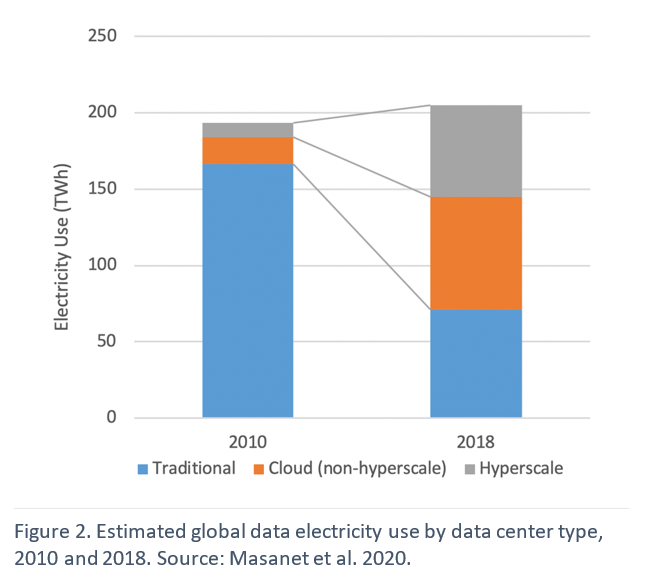 250
200
150
100
50
0
Electricity Use (TWh)
2010 2018
Traditional Cloud (non-hyperscale) Hyperscale
Figure 2. Estimated global data electricity use by data center type,
2010 and 2018. Source: Masanet et al. 2020.